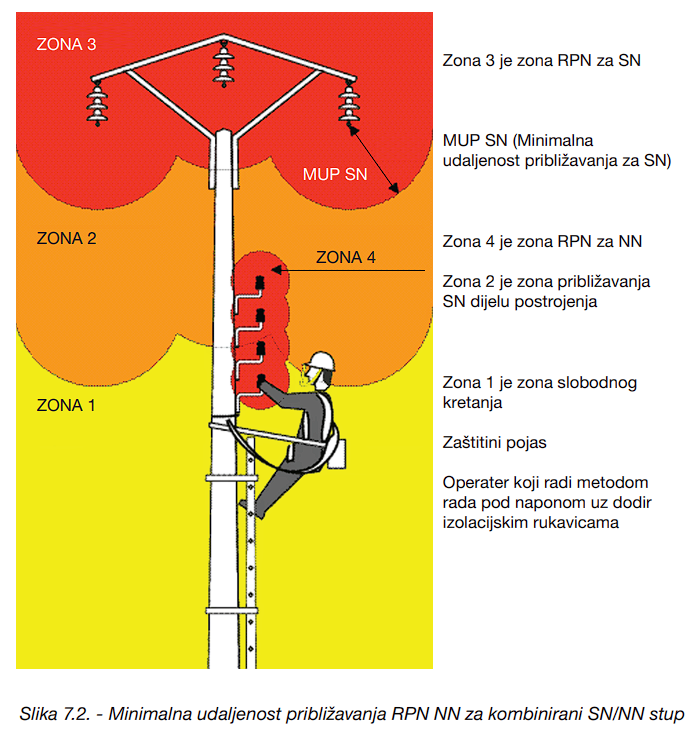 ZONA 3
Zona 3 je zona RPN za SN
MUP SN (Minimalna
udaljenost približavanja za SN)
MUP SN
ZONA 2
Zona 4 je zona RPN za NN
ZONA 4
Zona 2 je zona približavanja
SN dijelu postrojenja
ZONA 1
Zona 1 je zona slobodnog
kretanja
Zaštitini pojas
Operater koji radi metodom
rada pod naponom uz dodir
izolacijskim rukavicama
Slika 7.2. - Minimalna udaljenost približavanja RPN NN za kombinirani SN/NN stup